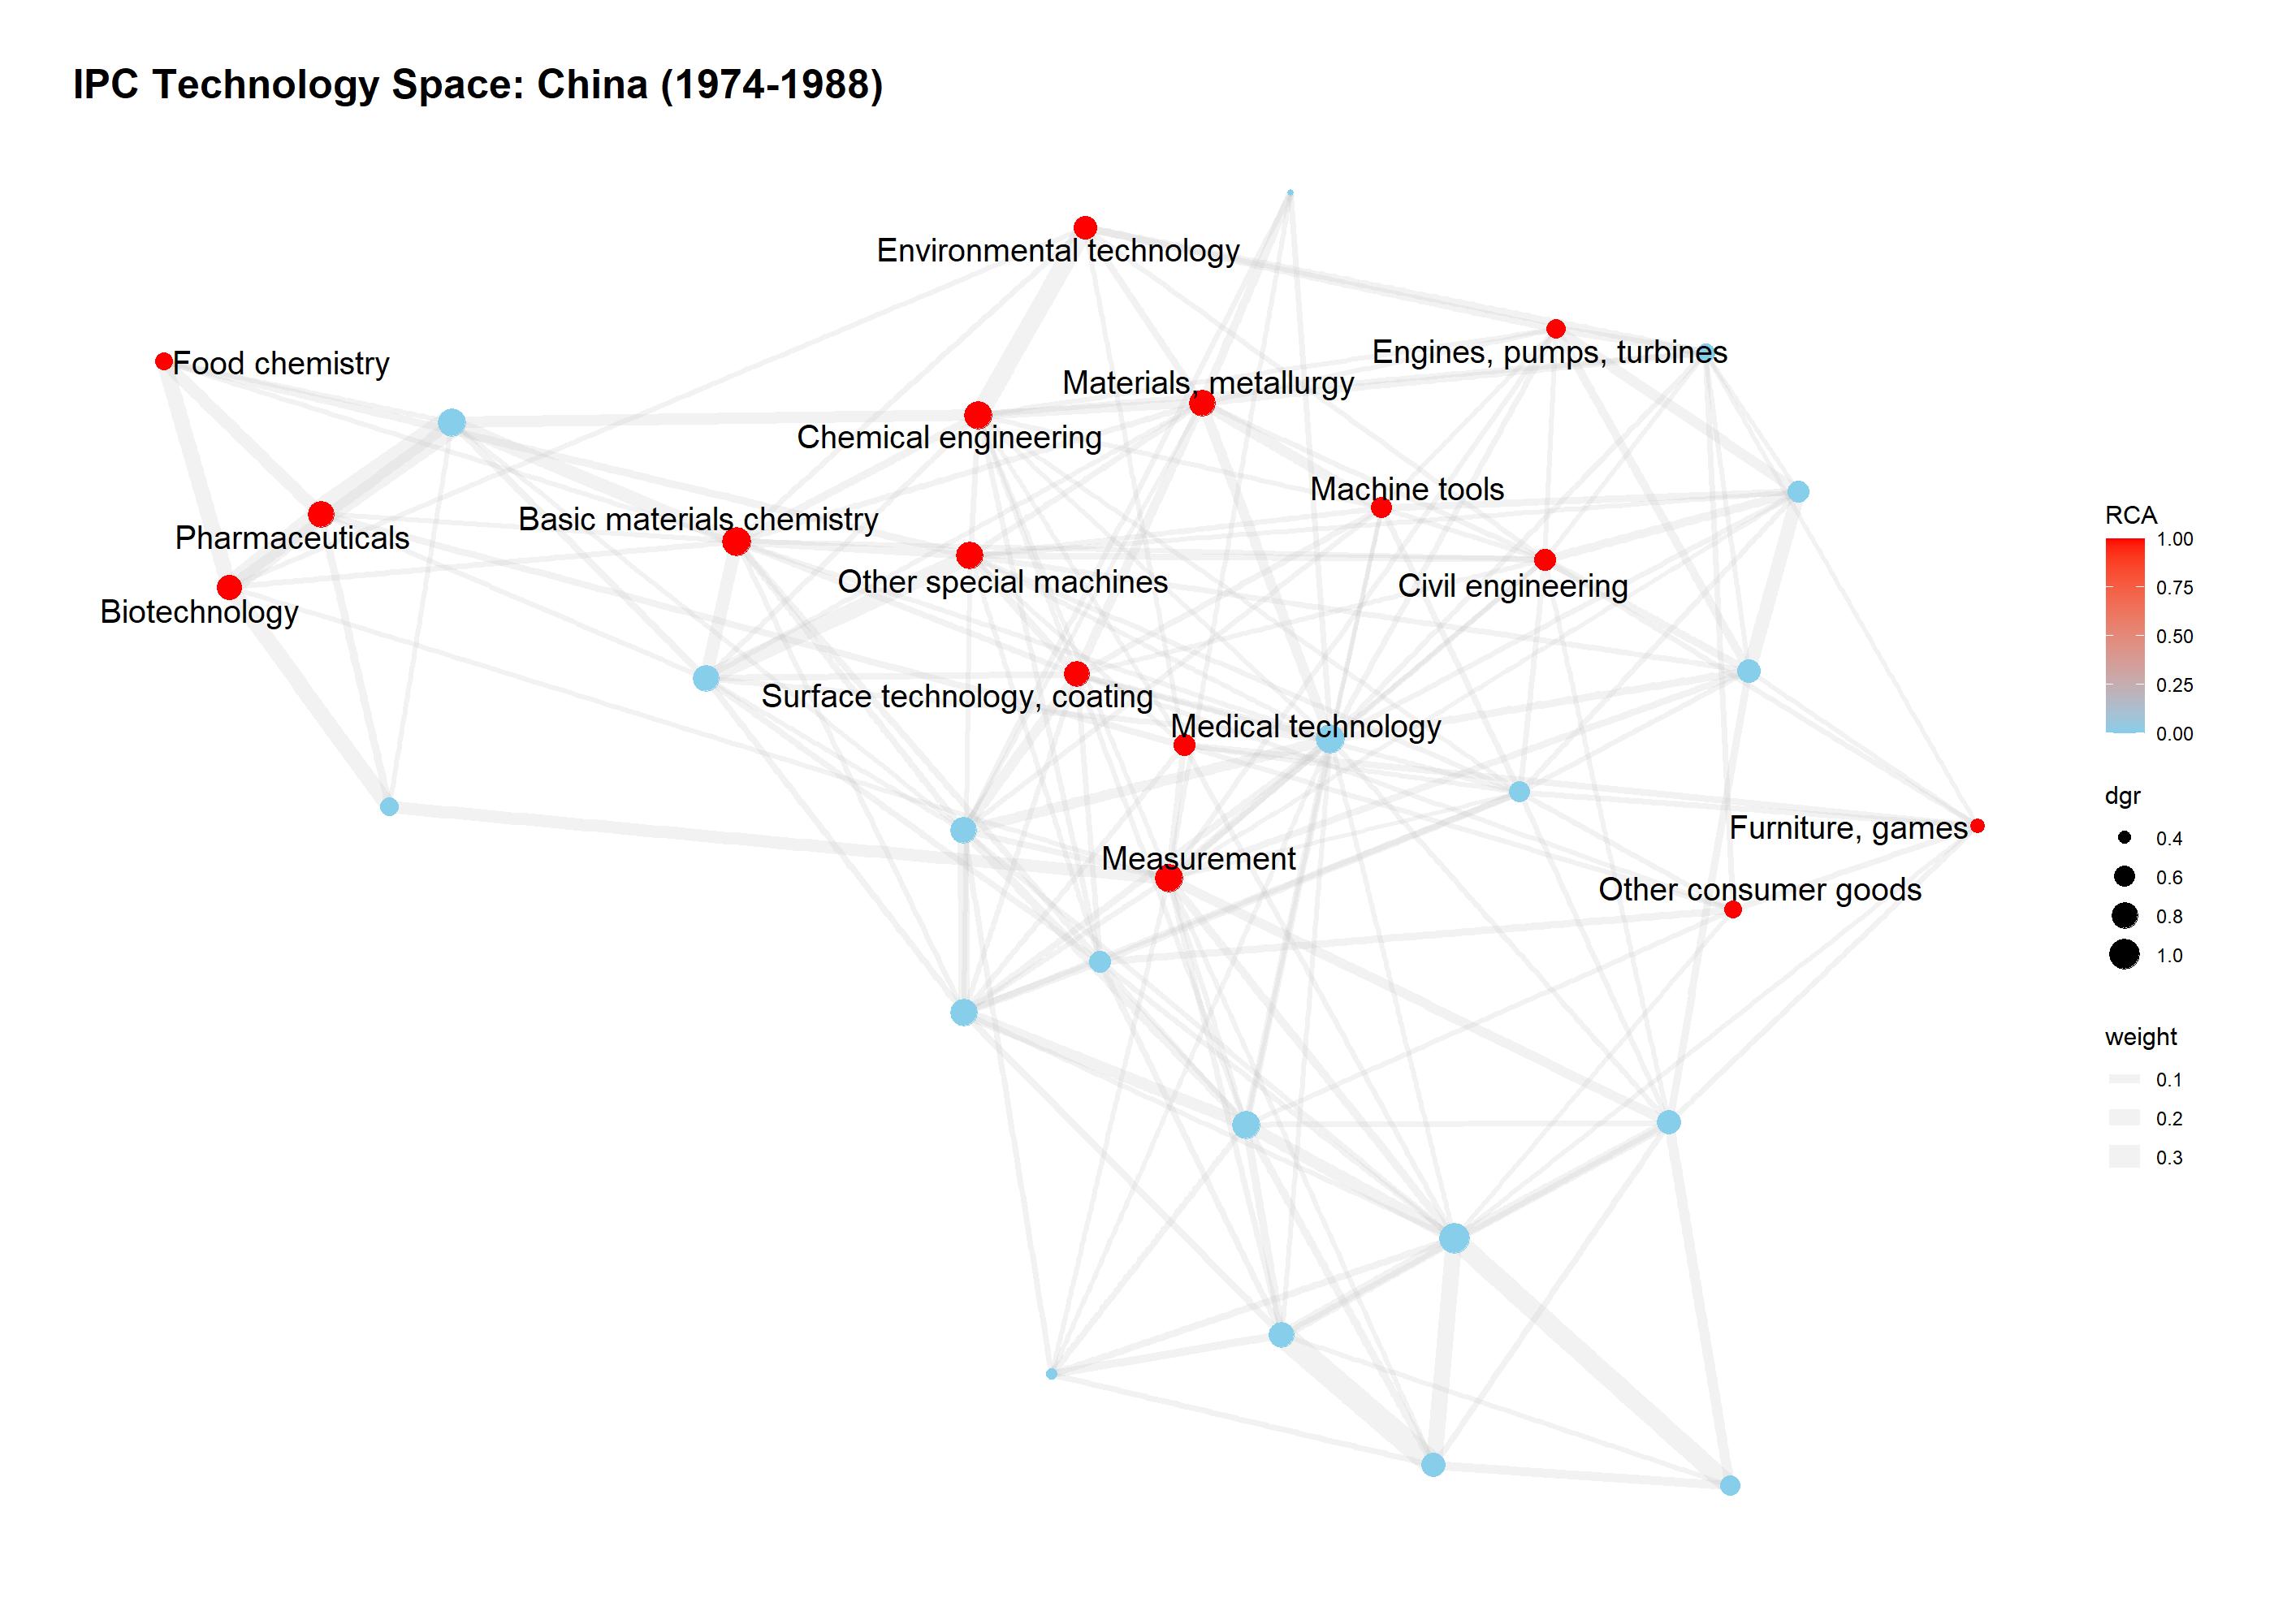 IPC Technology Space: China (1974-1988)
Environmental technology
Engines, pumps, turbines
Food chemistry
Materials, metallurgy
Chemical engineering
Machine tools
Basic materials chemistry
Pharmaceuticals
Other special machines
Civil engineering
Biotechnology
Surface technology, coating
Medical technology
Furniture, games
Measurement
Other consumer goods
RCA
1.00
0.75
0.50
0.25
0.00
dgr
0.4
0.6
0.8
1.0
weight
0.1
0.2
0.3